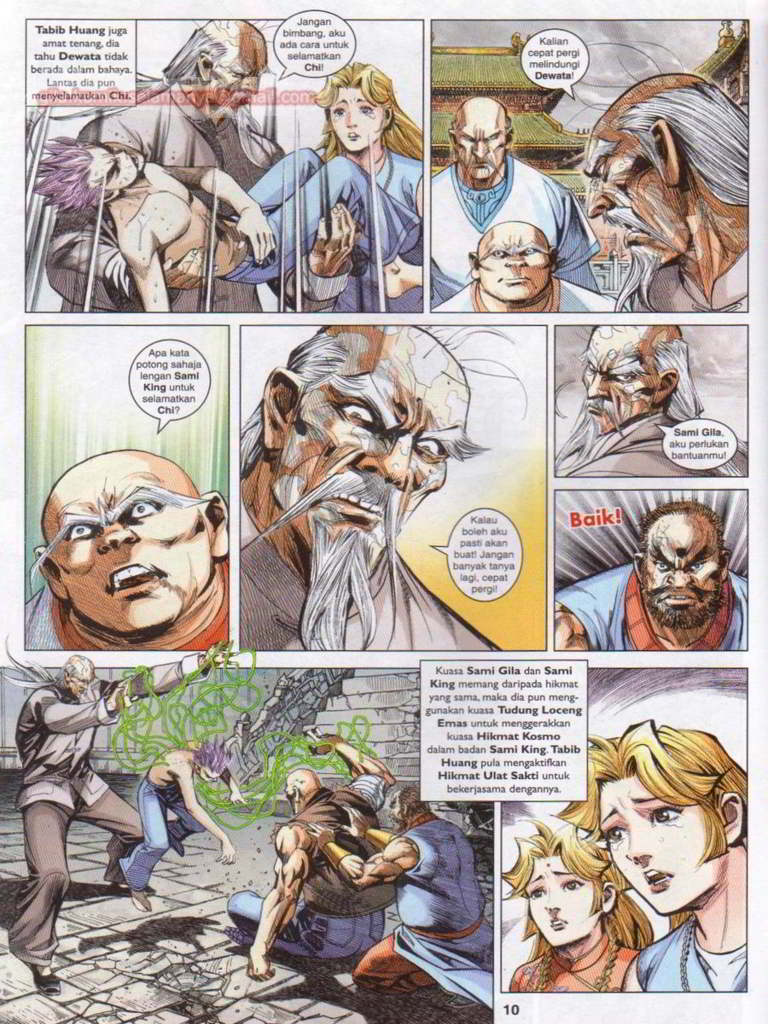 Tabib Huang juga
amat tenang, dia
tahu Dewata tidak
berada dalam bahaya.
Lantas dia pun
menyelamatkan Chi.
Jangan
bimbang, aku
ada cara untuk
selamatkan
Chi!
Kalian
cepat pergi
melindungi
Dewata!
Apa kata
potong sahaja
lengan Sami
King untuk
selamatkan
Chi?
Kalau
boleh aku
pasti akan
buat! Jangan
banyak tanya
lagi, cepat
pergi!
Sami Gila,
aku perlukan
bantuanmu!
Baik!
Kuasa Sami Gila dan Sami
King memang daripada hikmat
yang sama, maka dia pun meng-
gunakan kuasa Tudung Loceng
Emas untuk menggerakkan
kuasa Hikmat Kosmo
dalam badan Sami King. Tabib
Huang pula mengaktifkan
Hikmat Ulat Sakti untuk
bekerjasama dengannya.
10